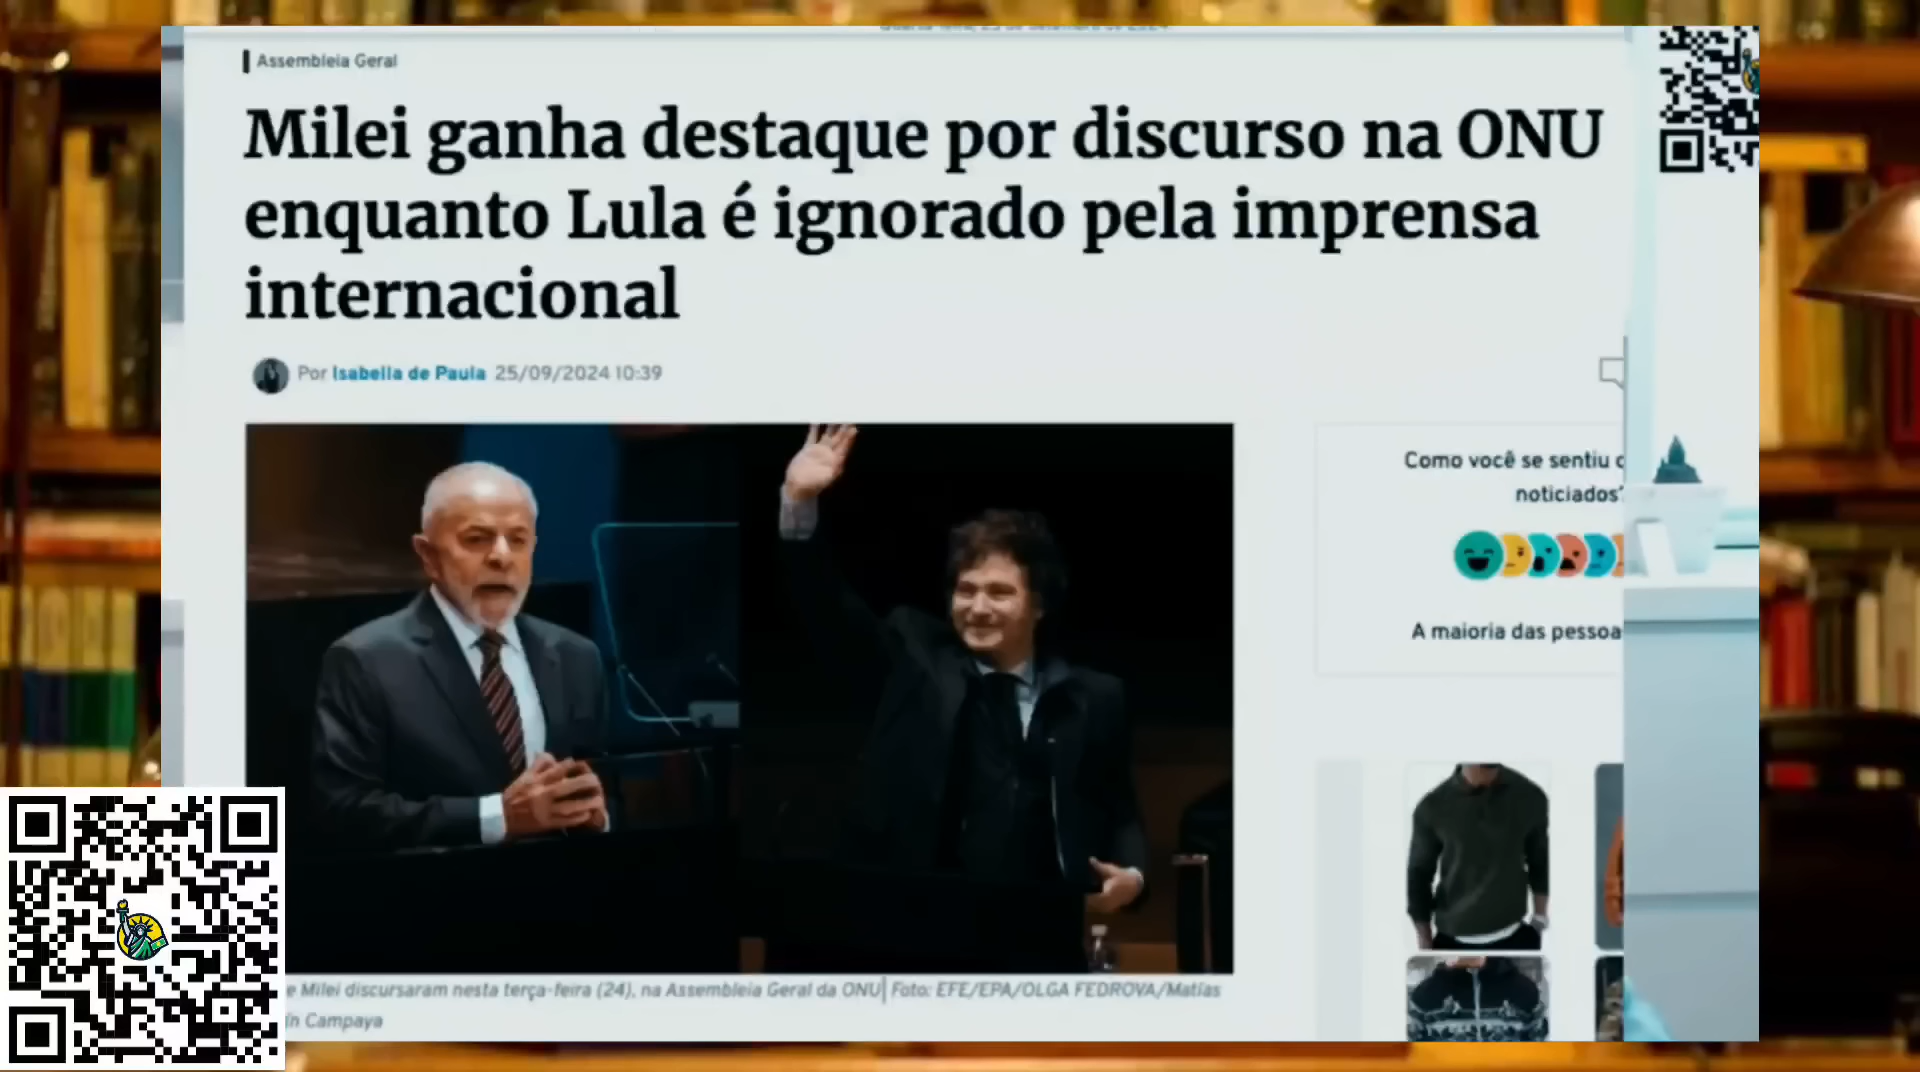 Assembleia Geral
Milei ganha destaque por discurso na ONU
enquanto Lula é ignorado pela imprensa
internacional
Por Isabella de Paula 25/09/2024 10:39
Como você se sentiu
noticiados?
A maioria das pessoa
e Milei discursaram nesta terça-feira (24), na Assembleia Geral da ONU| Foto: EFE/EPA/OLGA FEDROVA/Matías
ín Campaya